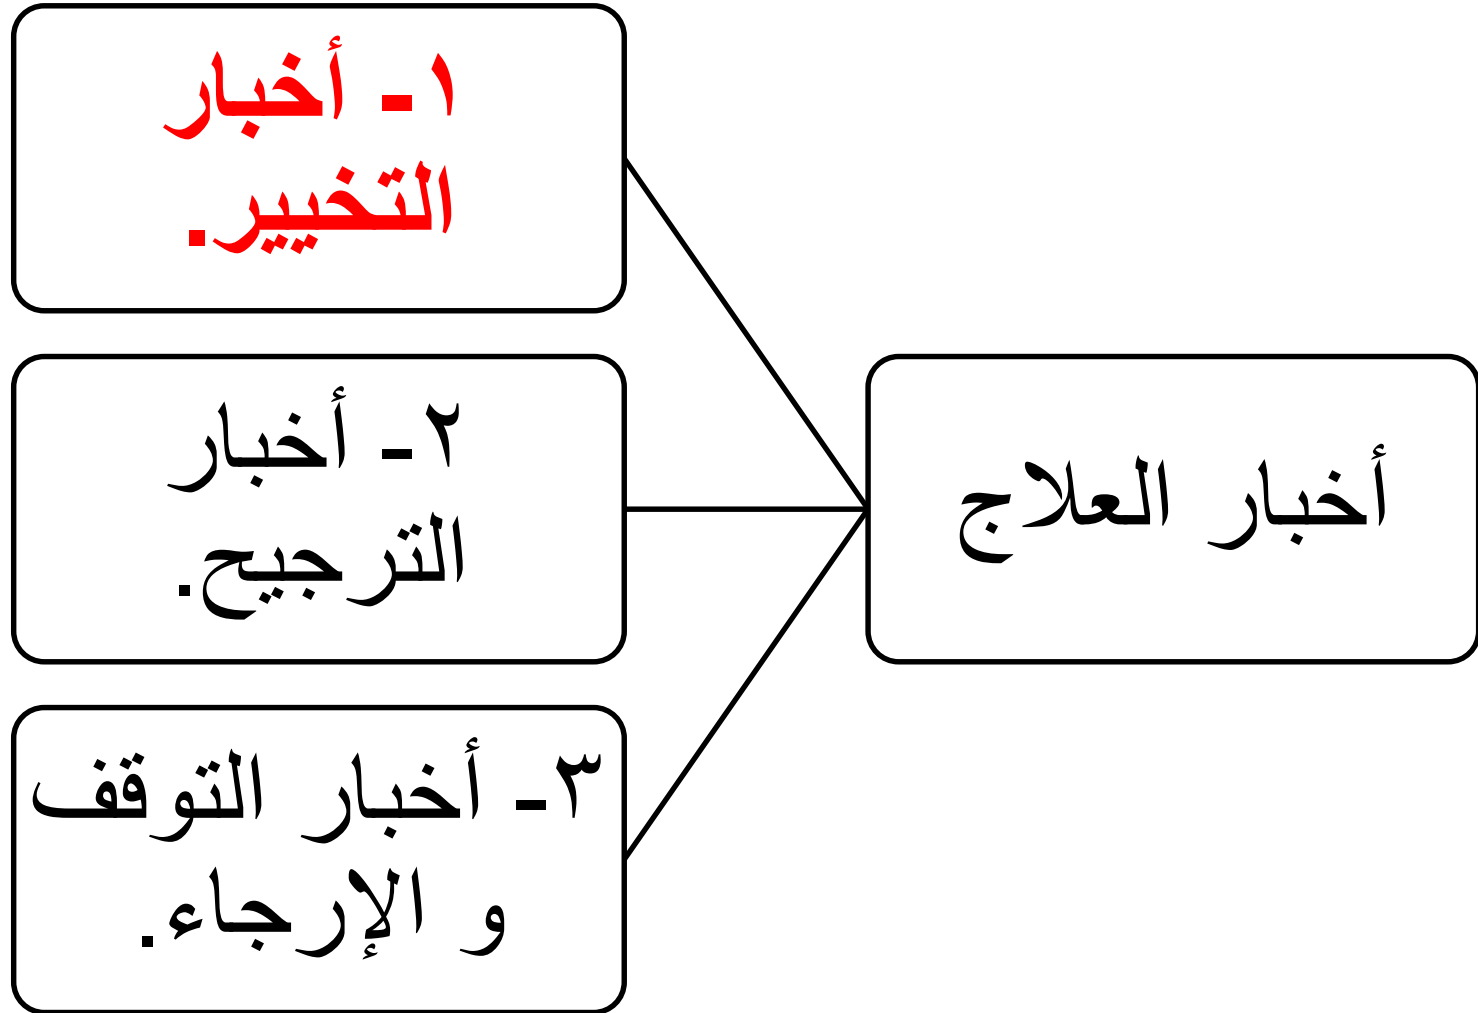 أخبار العلاج
١- أخبار
التخيير.
٢- أخبار
الترجيح.
٣- أخبار التوقف
و الإرجاء.